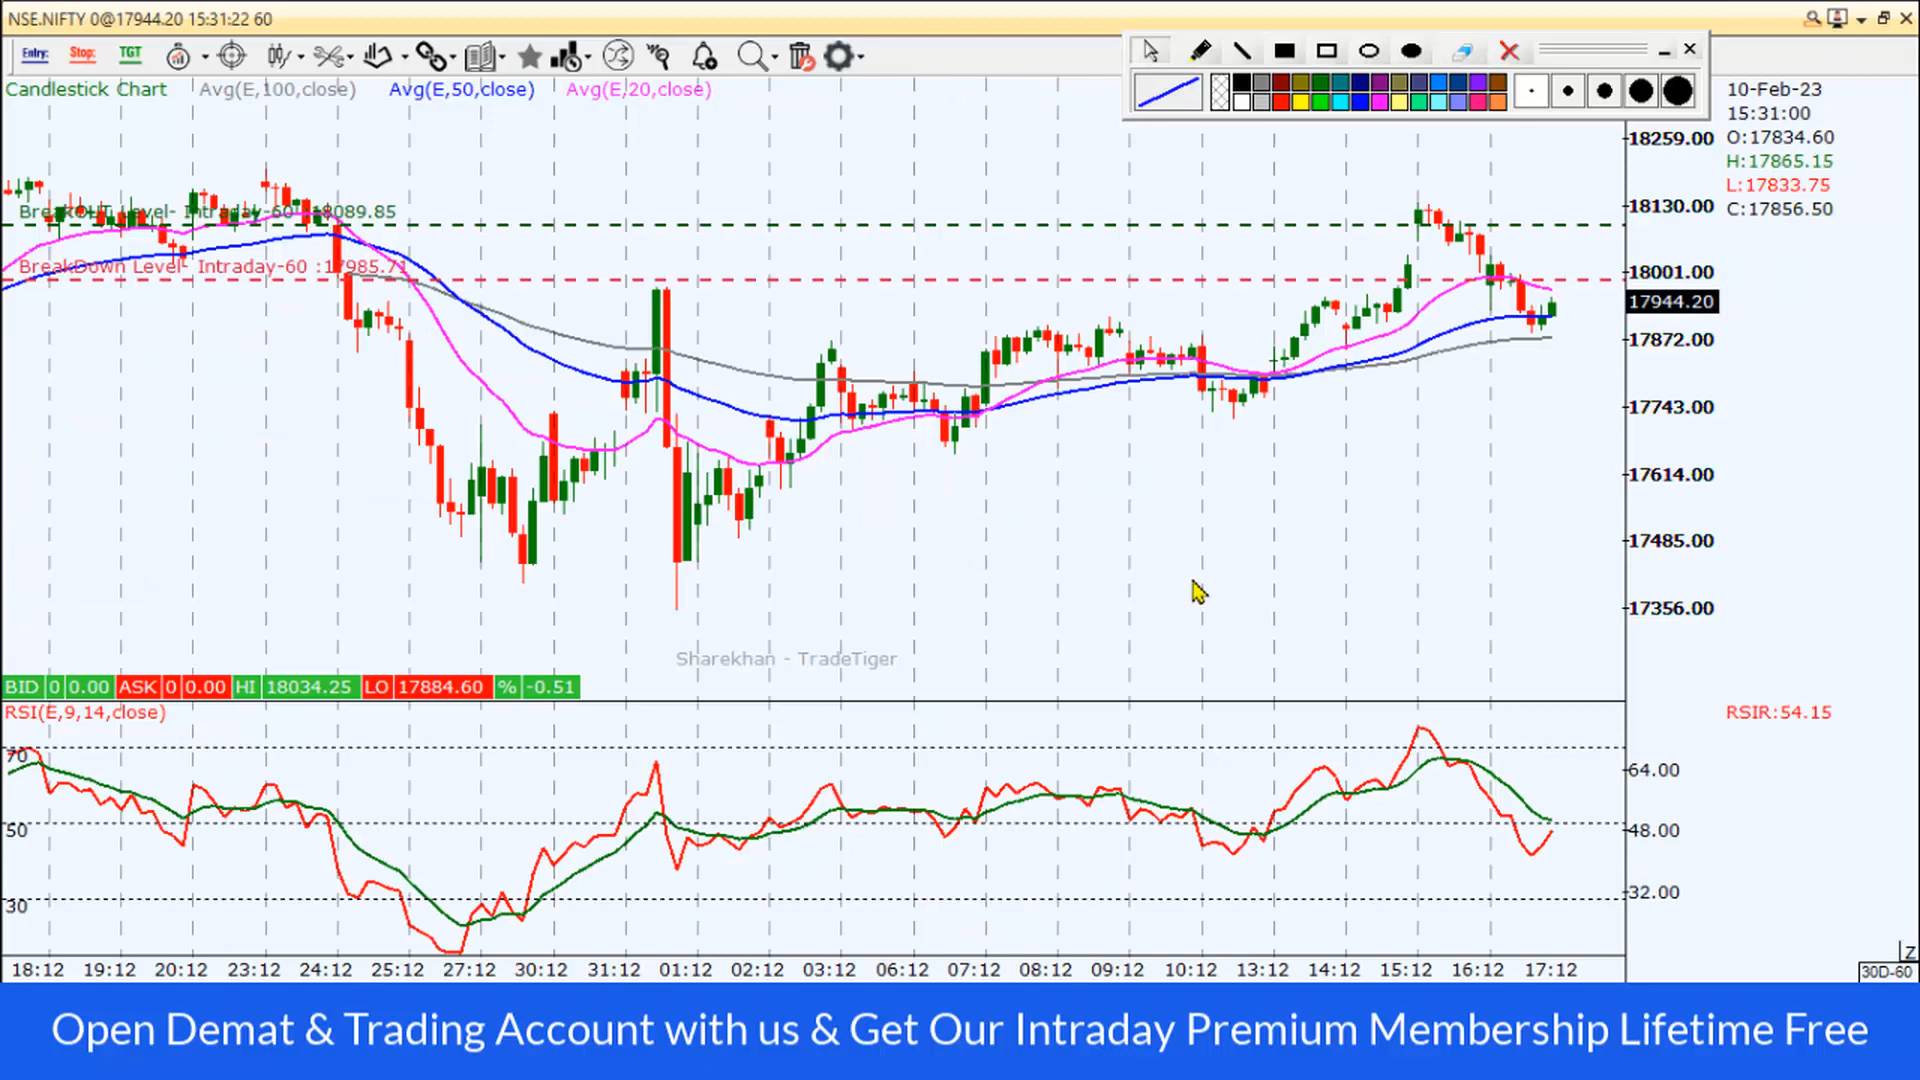 NSE.NIFTY 0@17944.20 15:31:22 60
Entry: Stop: TGT
Candlestick Chart Avg(E,100,close) Avg(E,50,close) Avg(E,20,close)
10-Feb-23
15:31:00
O:17834.60
H:17865.15
L:17833.75
C:17856.50
18259.00
18130.00
18001.00
17944.20
17872.00
17743.00
17614.00
17485.00
17356.00
BreakOUT Level- Intraday-60 :18089.85
BreakDown Level- Intraday-60 :17985.71
Sharekhan - TradeTiger
BID 0 0.00 ASK 0 0.00 HI 18034.25 LO 17884.60 % -0.51
RSI(E,9,14,close)
RSIR:54.15
70
50
30
64.00
48.00
32.00
18:12 19:12 20:12 23:12 24:12 25:12 27:12 30:12 31:12 01:12 02:12 03:12 06:12 07:12 08:12 09:12 10:12 13:12 14:12 15:12 16:12 17:12
Z
30D-60
Open Demat & Trading Account with us & Get Our Intraday Premium Membership Lifetime Free